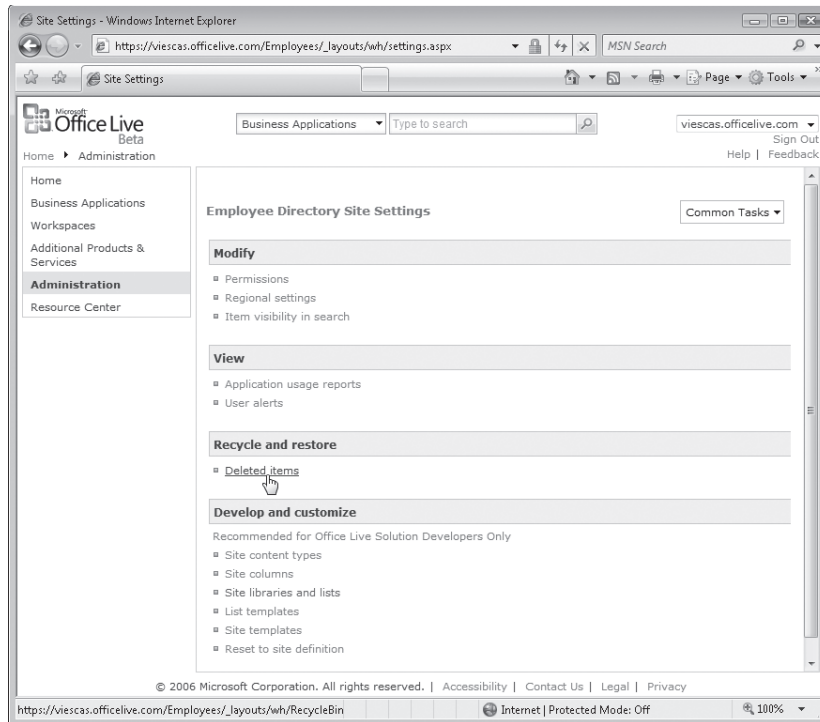 Site Settings - Windows Internet Explorer
https://viescas.officelive.com/Employees/_layouts/wh/settings.aspx
MSN Search
Site Settings
Page
Tools
Microsoft
Office Live
Beta
Business Applications
Type to search
viescas.officelive.com
Sign Out
Home Administration
Help | Feedback
Home
Business Applications
Workspaces
Additional Products &
Services
Administration
Resource Center
Employee Directory Site Settings
Common Tasks
Modify
Permissions
Regional settings
Item visibility in search
View
Application usage reports
User alerts
Recycle and restore
Deleted items
Develop and customize
Recommended for Office Live Solution Developers Only
Site content types
Site columns
Site libraries and lists
List templates
Site templates
Reset to site definition
© 2006 Microsoft Corporation. All rights reserved. | Accessibility | Contact Us | Legal | Privacy
https://viescas.officelive.com/Employees/_layouts/wh/RecycleBin
Internet | Protected Mode: Off
100%